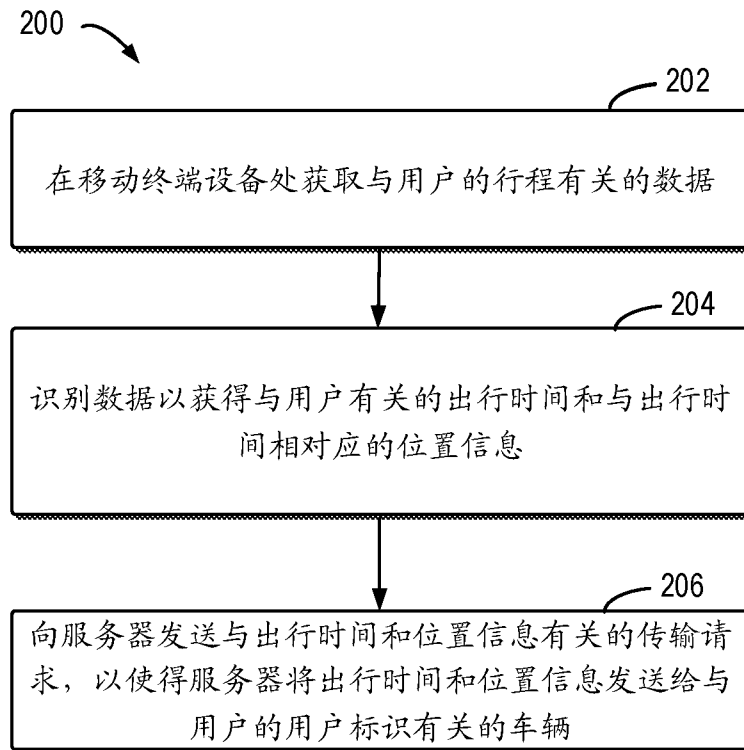 200
202
在移动终端设备处获取与用户的行程有关的数据
204
识别数据以获得与用户有关的出行时间和与出行时
间相对应的位置信息
206
向服务器发送与出行时间和位置信息有关的传输请
求，以使得服务器将出行时间和位置信息发送给与
用户的用户标识有关的车辆